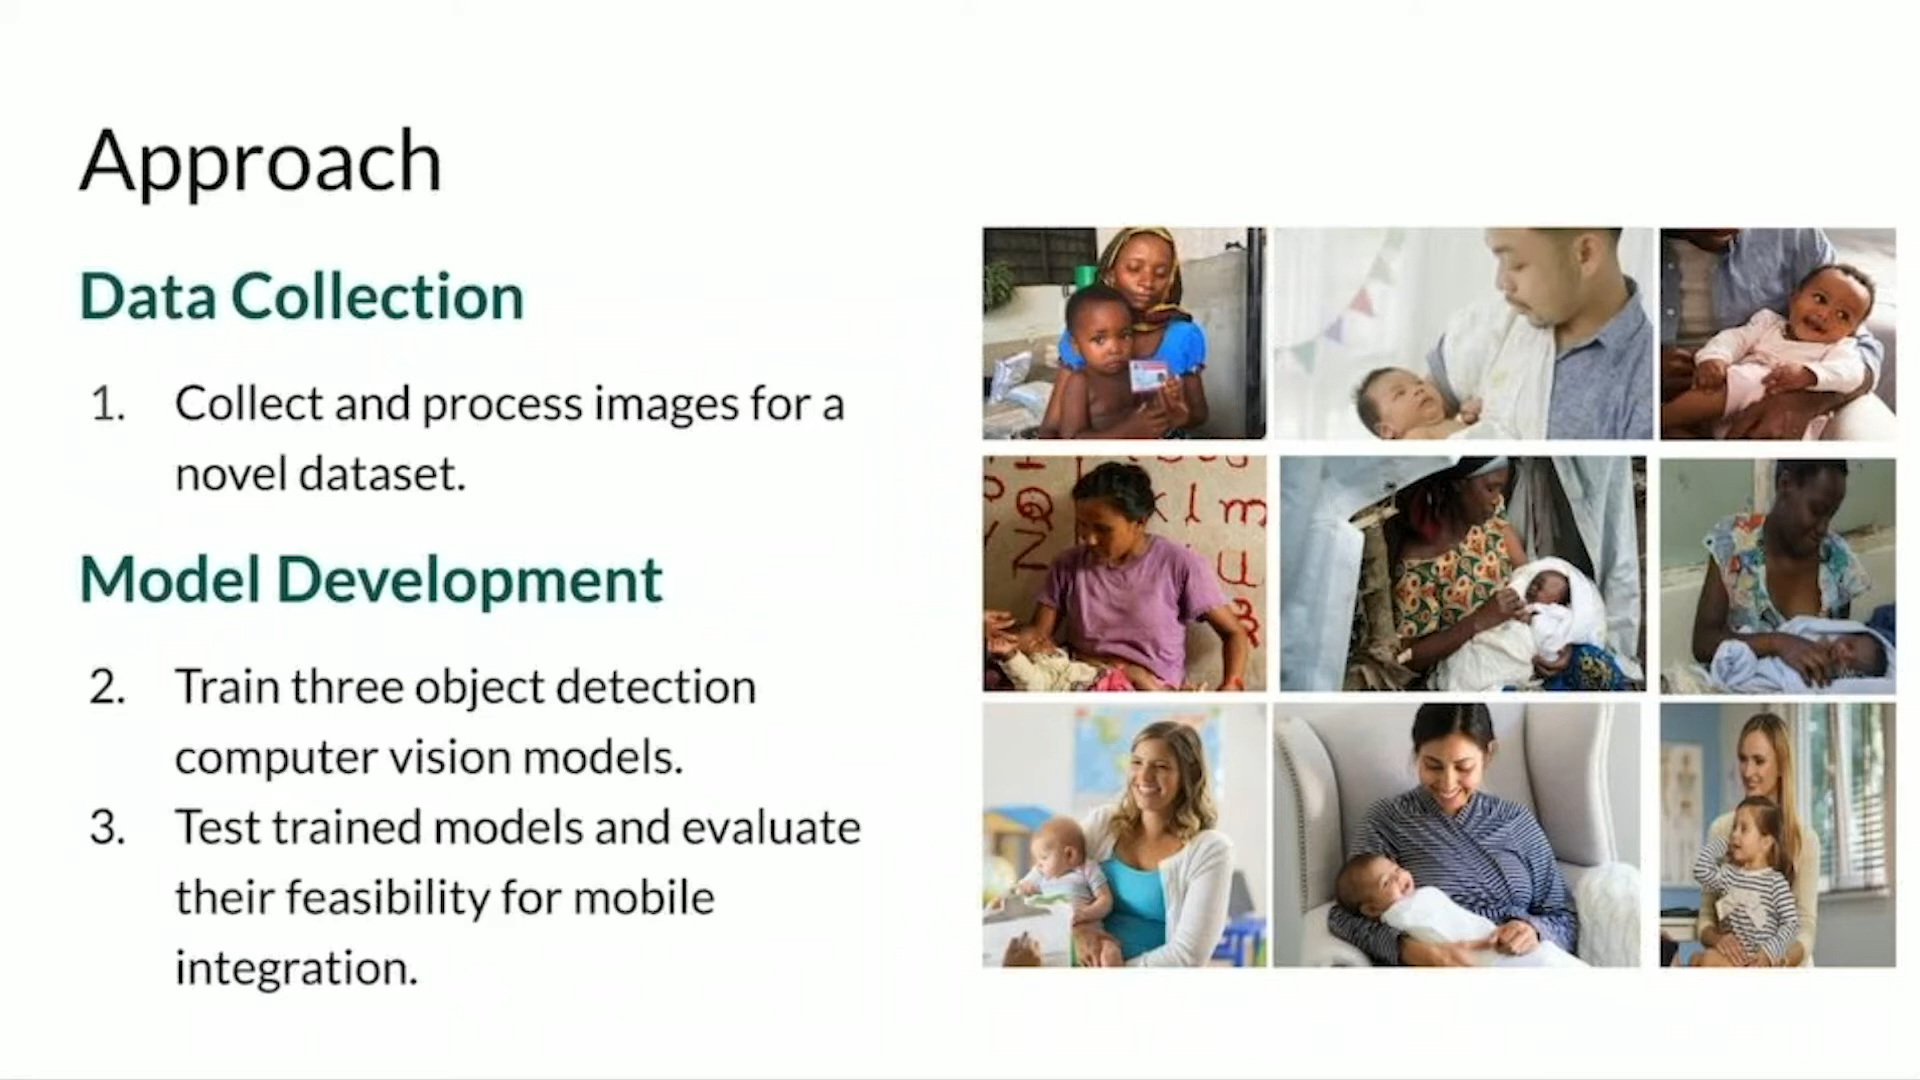 Approach
Data Collection
1. Collect and process images for a
novel dataset.
Model Development
2. Train three object detection
computer vision models.
3. Test trained models and evaluate
their feasibility for mobile
integration.